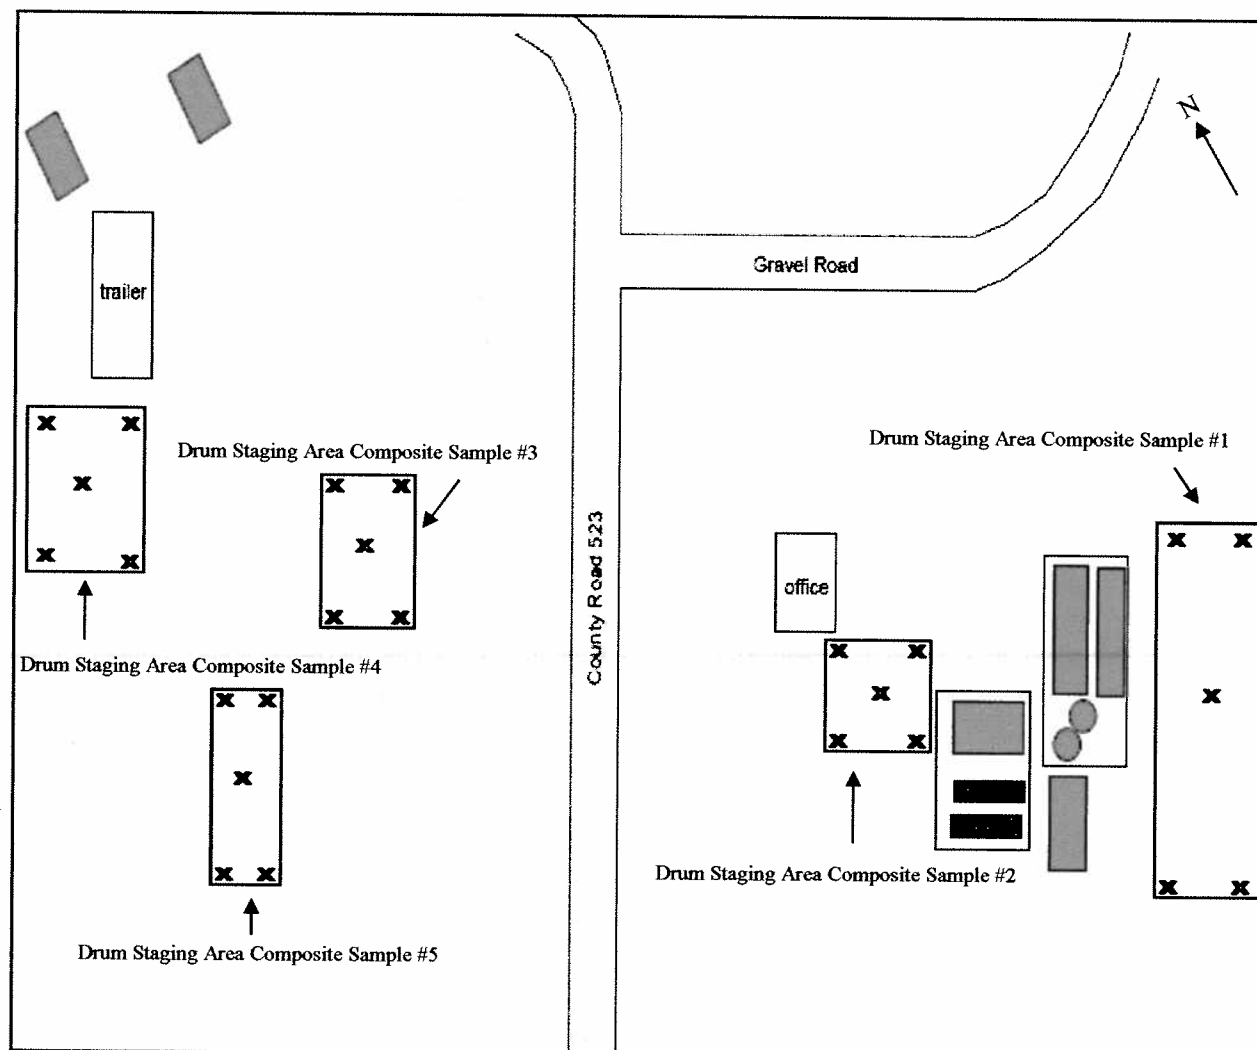 N
Gravel Road
trailer
Drum Staging Area Composite Sample #1
Drum Staging Area Composite Sample #3
County Road 523
office
Drum Staging Area Composite Sample #4
Drum Staging Area Composite Sample #2
Drum Staging Area Composite Sample #5